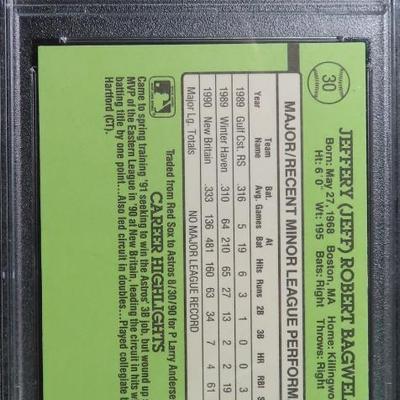 30
JEFFERY (JEFF) ROBERT BAGWEL
Born: May 27, 1968 Boston, MA Home: Killingwor
Ht: 6'0" Wt: 195 Bats: Right Throws: Right
MAJOR/RECENT MINOR LEAGUE PERFORM
Team Bat. At
Year Name Avg. Games Bat Hits Runs 2B 3B HR RBI S
1989 Gulf Cst. RS .316 5 19 6 3 1 0 0 3
1989 Winter Haven .310 64 210 65 27 13 2 2
1990 New Britain .333 136 481 160 63 34 7 4 61
Major Lg. Totals NO MAJOR LEAGUE RECORD
Traded from Red Sox to Astros 8/30/90 for P Larry Anderse
CAREER HIGHLIGHTS
Came to spring training '91 seeking to win the Astros' 3B job, but wound up
MVP of the Eastern League in '90 at New Britain, leading the circuit in hits w
batting title by one point...Also led circuit in doubles...Played collegiate
Hartford (CT).